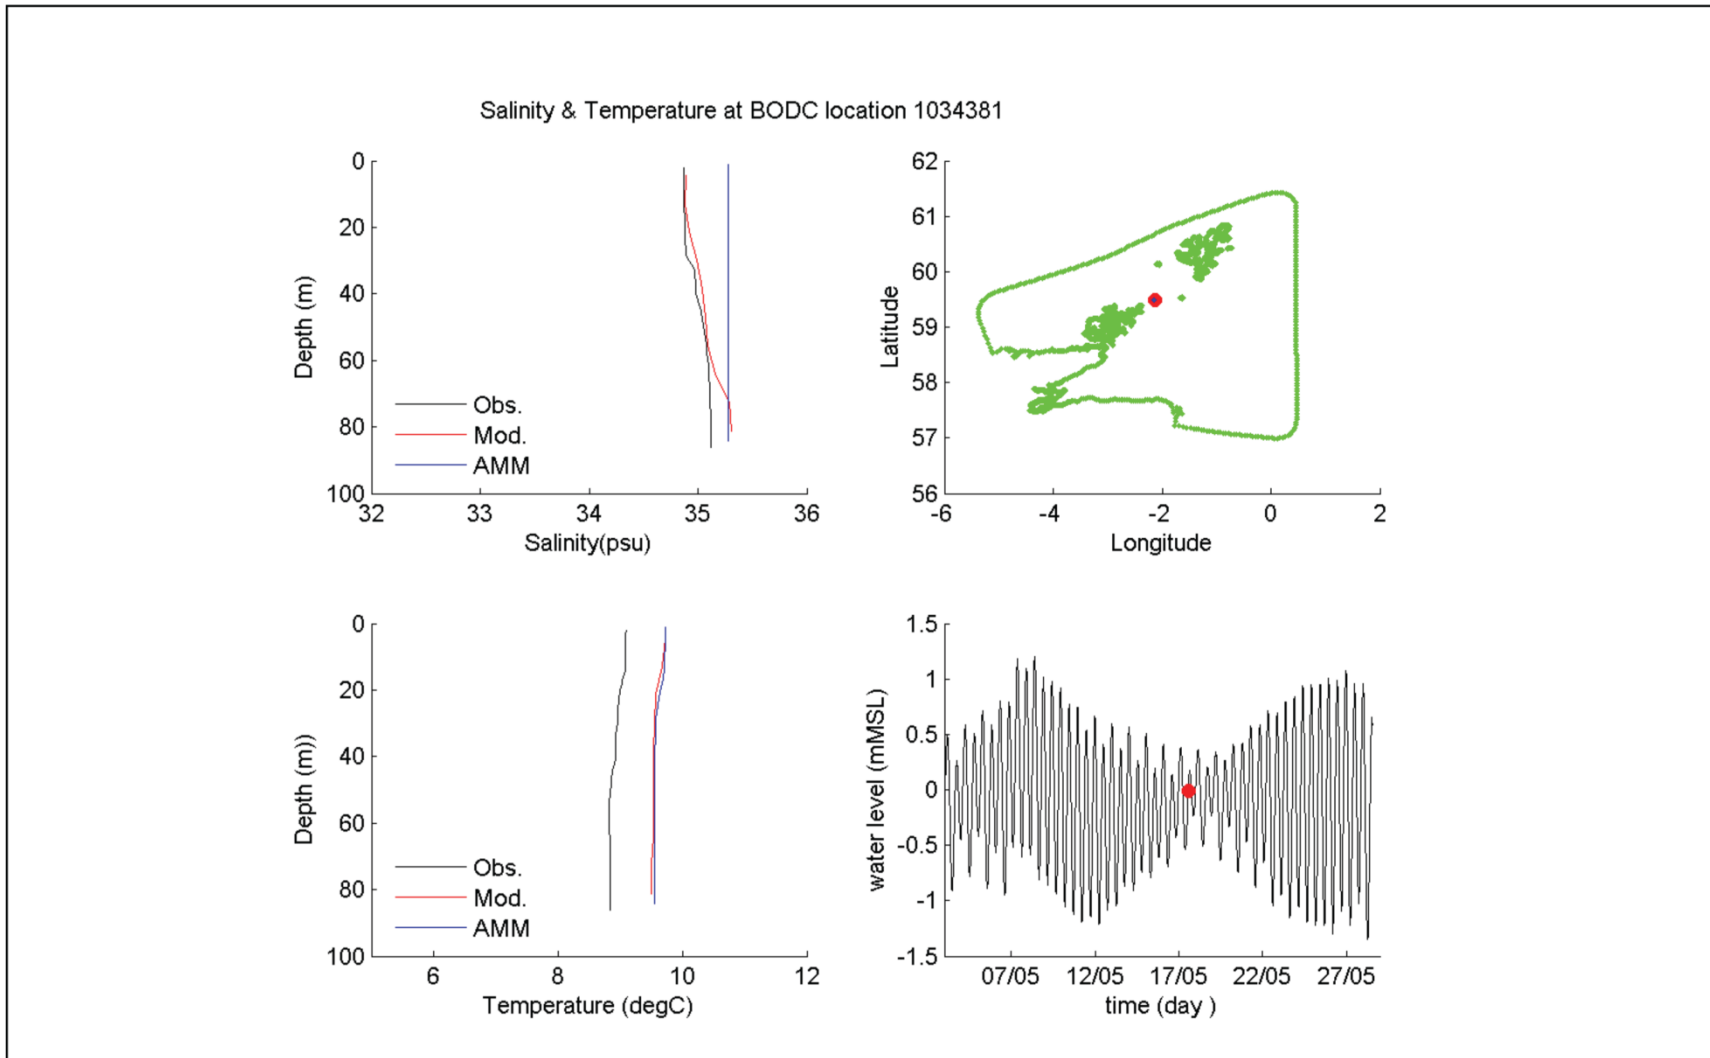 Salinity & Temperature at BODC location 1034381
0
20
40
60
80
100
Depth (m)
Obs.
Mod.
AMM
32 33 34 35 36
Salinity(psu)
62
61
60
59
58
57
56
Latitude
-6 -4 -2 0 2
Longitude
0
20
40
60
80
100
Depth (m))
Obs.
Mod.
AMM
6 8 10 12
Temperature (degC)
1.5
1
0.5
0
-0.5
-1
-1.5
water level (mMSL)
07/05 12/05 17/05 22/05 27/05
time (day )